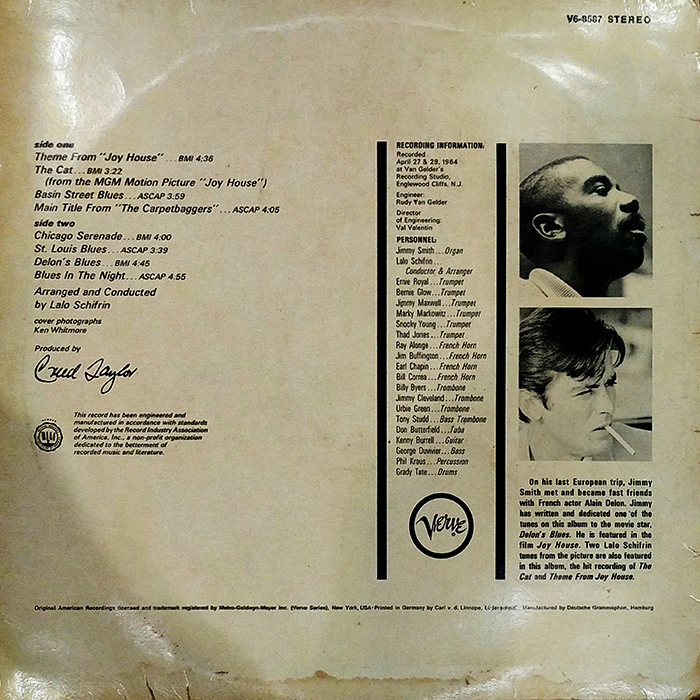 V6-8587 STEREO
side one
Theme From "Joy House" ... BMI 4:36
The Cat ... BMI 3:22
(from the MGM Motion Picture "Joy House")
Basin Street Blues ... ASCAP 3:59
Main Title From "The Carpetbaggers" ... ASCAP 4:05
side two
Chicago Serenade ... BMI 4:00
St. Louis Blues ... ASCAP 3:39
Delon's Blues ... BMI 4:45
Blues In The Night ... ASCAP 4:55
Arranged and Conducted
by Lalo Schifrin
cover photographs
Ken Whitmore
Produced by
Creed Taylor
This record has been engineered and
manufactured in accordance with standards
developed by the Record Industry Association
of America, Inc., a non-profit organization
dedicated to the betterment of
recorded music and literature.
RECORDING INFORMATION:
Recorded
April 27 & 29, 1964
at Van Gelder's
Recording Studio,
Englewood Cliffs, N.J.
Engineer:
Rudy Van Gelder
Director
of Engineering:
Val Valentin
PERSONNEL:
Jimmy Smith ... Organ
Lalo Schifrin ...
Conductor & Arranger
Ernie Royal ... Trumpet
Bernie Glow ... Trumpet
Jimmy Maxwell ... Trumpet
Marky Markowitz ... Trumpet
Snooky Young ... Trumpet
Thad Jones ... Trumpet
Ray Alonge ... French Horn
Jim Buffington ... French Horn
Earl Chapin ... French Horn
Bill Correa ... French Horn
Billy Byers ... Trombone
Jimmy Cleveland ... Trombone
Urbie Green ... Trombone
Tony Studd ... Bass Trombone
Don Butterfield ... Tuba
Kenny Burrell ... Guitar
George Duvivier ... Bass
Phil Kraus ... Percussion
Grady Tate ... Drums
Verve
On his last European trip, Jimmy
Smith met and became fast friends
with French actor Alain Delon. Jimmy
has written and dedicated one of the
tunes on this album to the movie star,
Delon's Blues. He is featured in the
film Joy House. Two Lalo Schifrin
tunes from the picture are also featured
in this album, the hit recording of The
Cat and Theme From Joy House.
Original American Recordings licensed and trademark registered by Metro-Goldwyn-Mayer Inc. (Verve Series), New York, USA · Printed in Germany by Carl v. d. Linnepe, Manufactured by Deutsche Grammophon, Hamburg